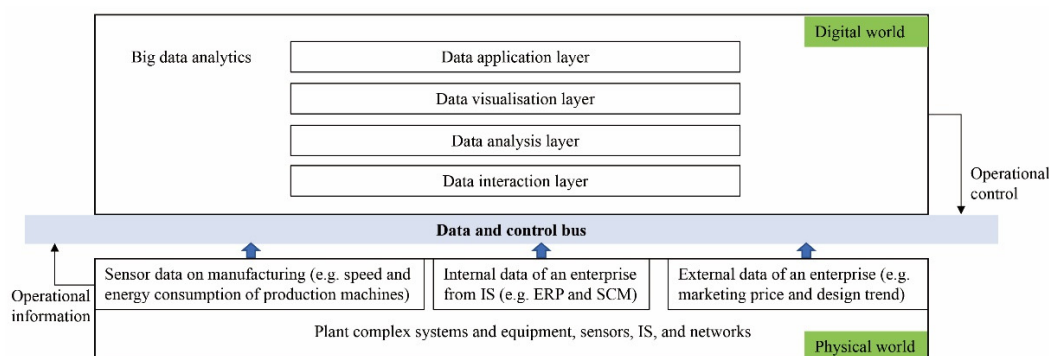 Digital world
Big data analytics
Data application layer
Data visualisation layer
Data analysis layer
Data interaction layer
Operational
control
Data and control bus
Sensor data on manufacturing (e.g. speed and
energy consumption of production machines)
Internal data of an enterprise
from IS (e.g. ERP and SCM)
External data of an enterprise (e.g.
marketing price and design trend)
Operational
information
Plant complex systems and equipment, sensors, IS, and networks
Physical world